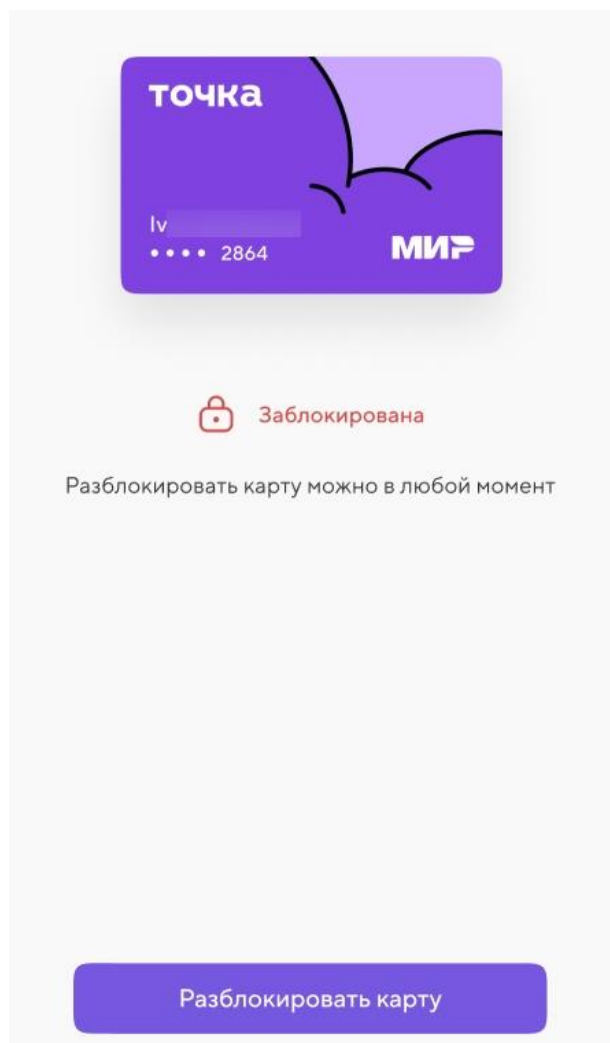 точка
Iv
•••• 2864
МИР
Заблокирована
Разблокировать карту можно в любой момент
Разблокировать карту